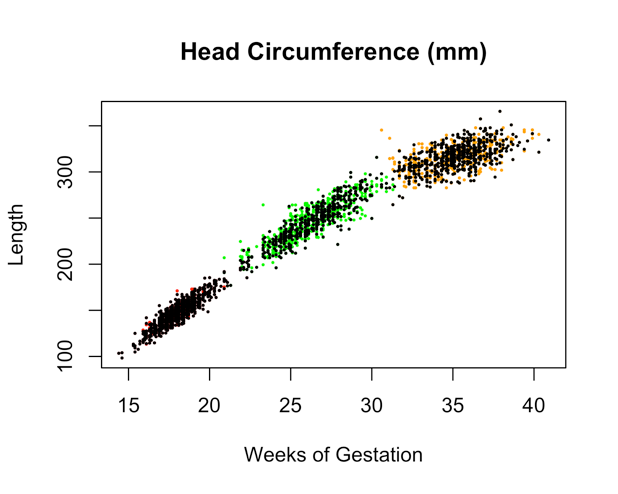 Head Circumference (mm)
Length
300
200
100
15 20 25 30 35 40
Weeks of Gestation